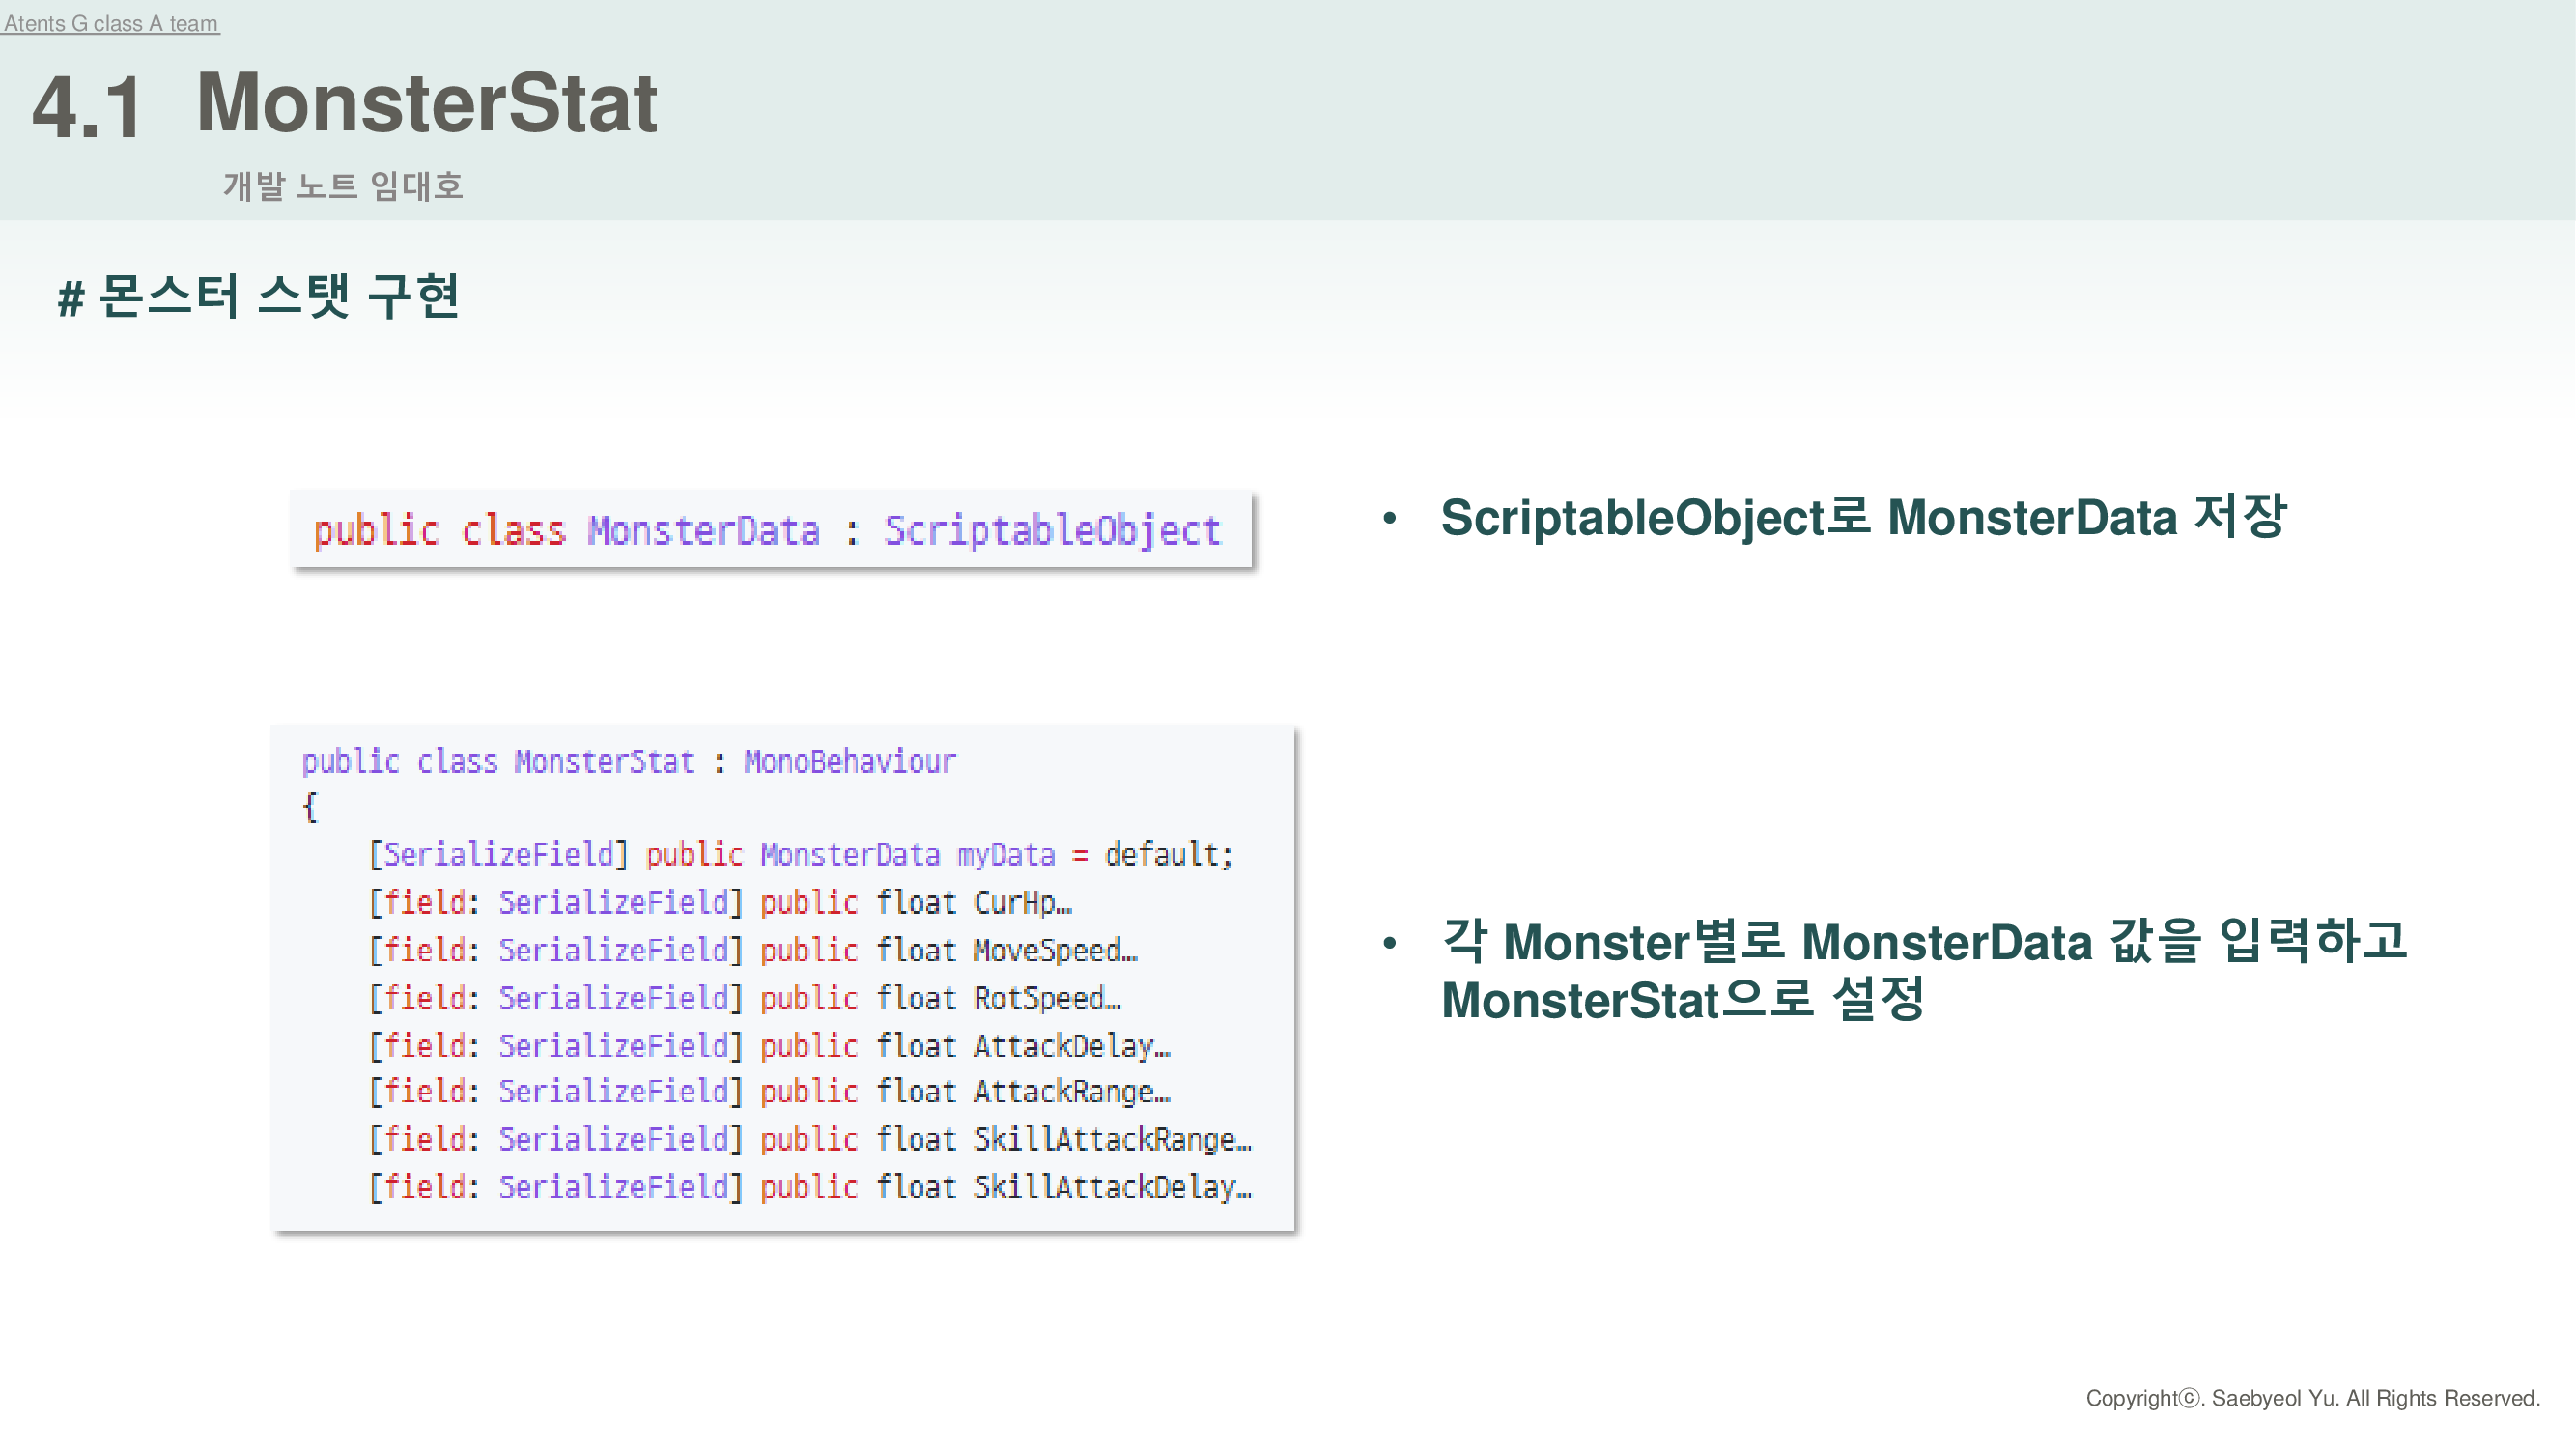 Atents G class A team
4.1 MonsterStat
개발 노트 임대호
# 몬스터 스탯 구현
public class MonsterData : ScriptableObject
• ScriptableObject로 MonsterData 저장
public class MonsterStat : MonoBehaviour
{
[SerializeField] public MonsterData myData = default;
[field: SerializeField] public float CurHp…
[field: SerializeField] public float MoveSpeed…
[field: SerializeField] public float RotSpeed…
[field: SerializeField] public float AttackDelay…
[field: SerializeField] public float AttackRange…
[field: SerializeField] public float SkillAttackRange…
[field: SerializeField] public float SkillAttackDelay…
• 각 Monster별로 MonsterData 값을 입력하고
MonsterStat으로 설정
Copyrightⓒ. Saebyeol Yu. All Rights Reserved.